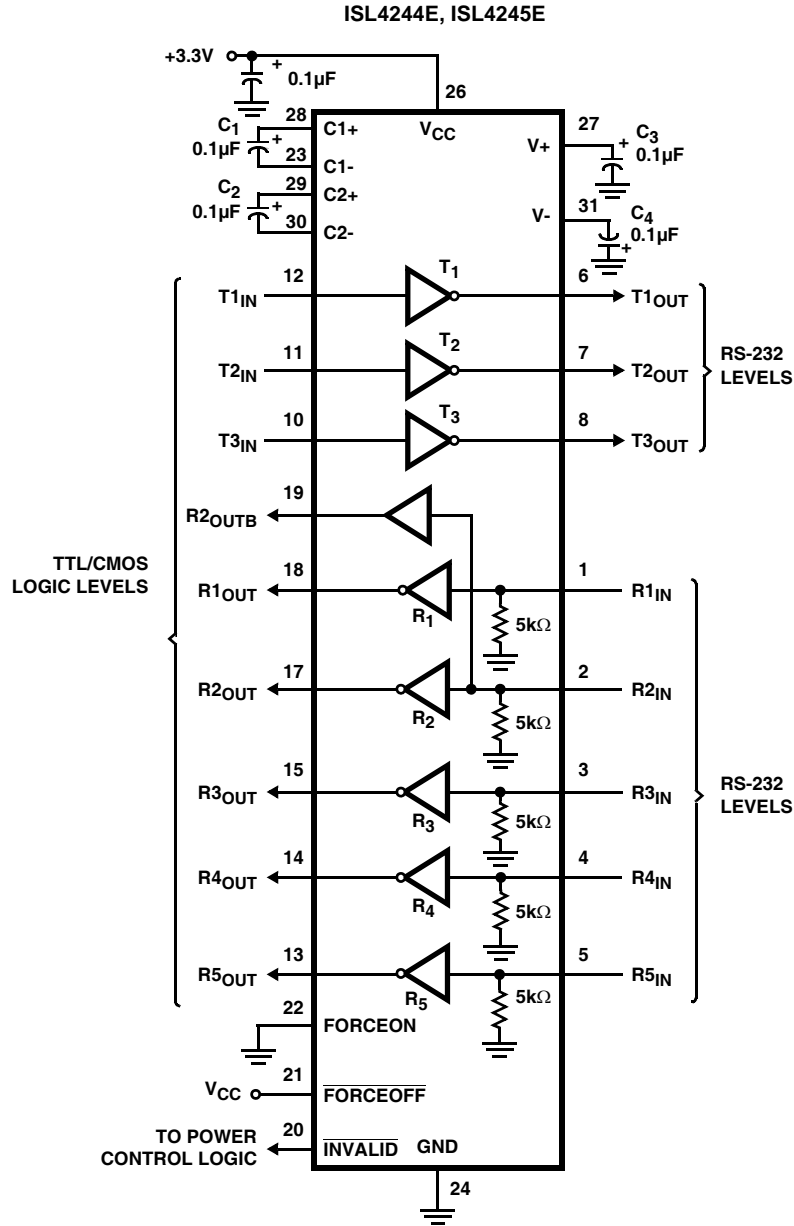 ISL4244E, ISL4245E
+3.3V
+
0.1µF
26
28
C1
0.1µF
+
C1+
VCC
27
V+
+
C3
0.1µF
23
C1-
29
C2
0.1µF
+
C2+
30
C2-
31
V-
C4
0.1µF
+
T1
12
T1IN
6
T1OUT
T2
11
T2IN
7
T2OUT
RS-232
LEVELS
T3
10
T3IN
8
T3OUT
19
R2OUTB
TTL/CMOS
LOGIC LEVELS
18
R1OUT
R1
1
R1IN
5kΩ
17
R2OUT
R2
2
R2IN
5kΩ
15
R3OUT
R3
3
R3IN
5kΩ
RS-232
LEVELS
14
R4OUT
R4
4
R4IN
5kΩ
13
R5OUT
R5
5
R5IN
5kΩ
22
FORCEON
21
VCC
FORCEOFF
20
TO POWER
CONTROL LOGIC
INVALID
GND
24